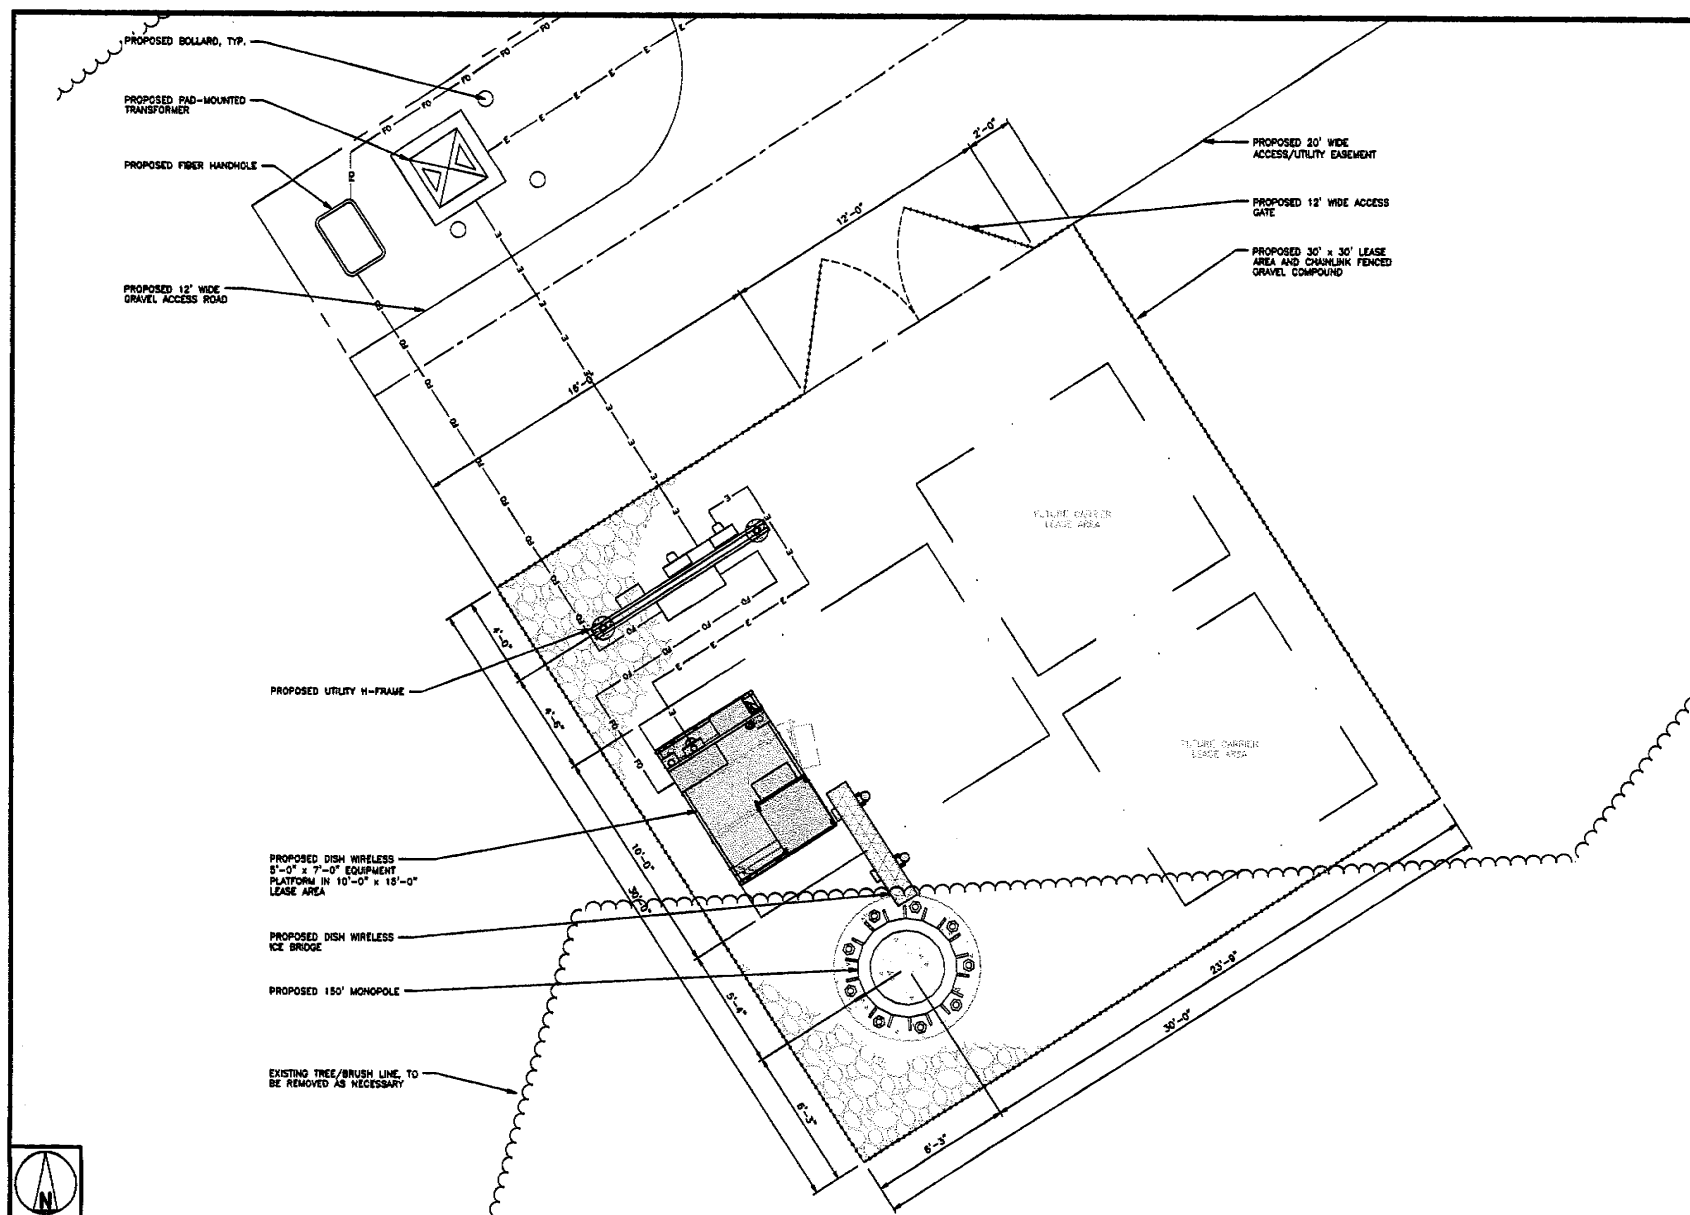 PROPOSED BOLLARD, TYP.
PROPOSED PAD-MOUNTED
TRANSFORMER
PROPOSED FIBER HANDHOLE
PROPOSED 12' WIDE
GRAVEL ACCESS ROAD
PROPOSED 20' WIDE
ACCESS/UTILITY EASEMENT
PROPOSED 12' WIDE ACCESS
GATE
PROPOSED 30' x 30' LEASE
AREA AND CHAINLINK FENCED
GRAVEL COMPOUND
2'-0"
12'-0"
16'-0"
FUTURE CARRIER
LEASE AREA
FUTURE CARRIER
LEASE AREA
PROPOSED UTILITY H-FRAME
4'-0"
4'-5"
10'-0"
30'-0"
5'-4"
6'-3"
PROPOSED DISH WIRELESS
5'-0" x 7'-0" EQUIPMENT
PLATFORM IN 10'-0" x 15'-0"
LEASE AREA
PROPOSED DISH WIRELESS
ICE BRIDGE
PROPOSED 150' MONOPOLE
EXISTING TREE/BRUSH LINE, TO
BE REMOVED AS NECESSARY
23'-9"
30'-0"
6'-3"
N